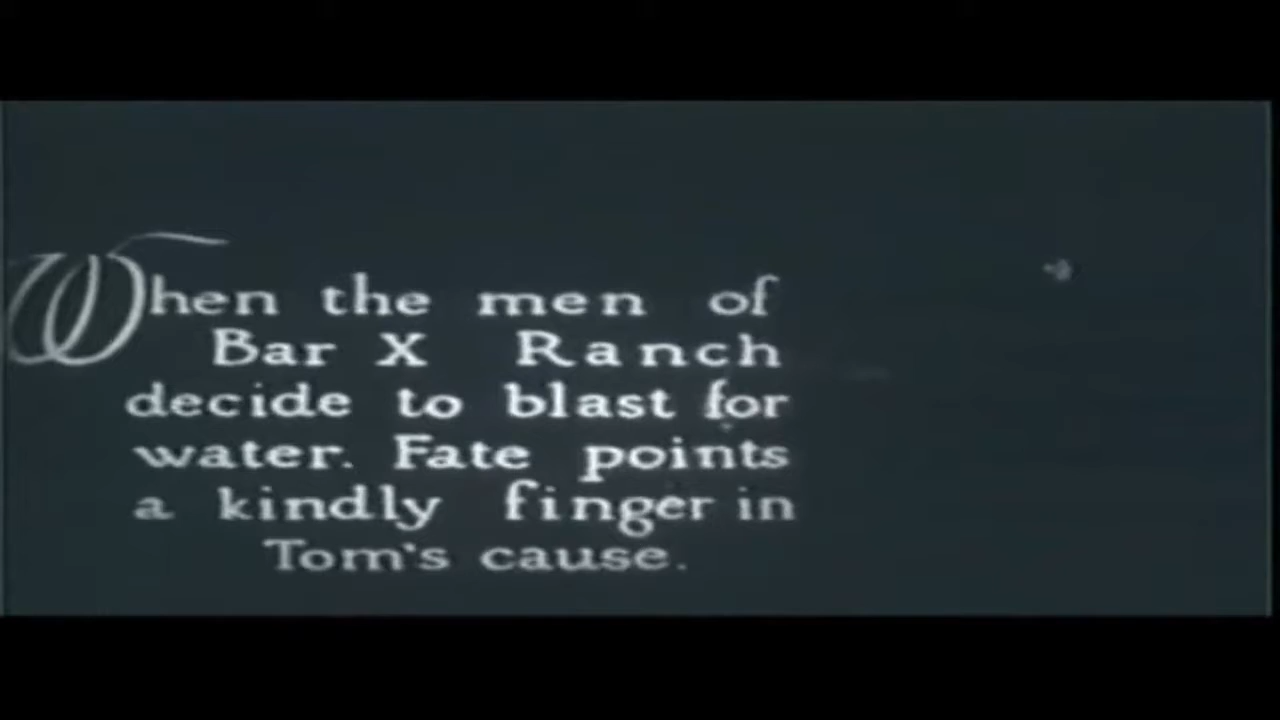 When the men of
Bar X Ranch
decide to blast for
water. Fate points
a kindly finger in
Tom's cause.